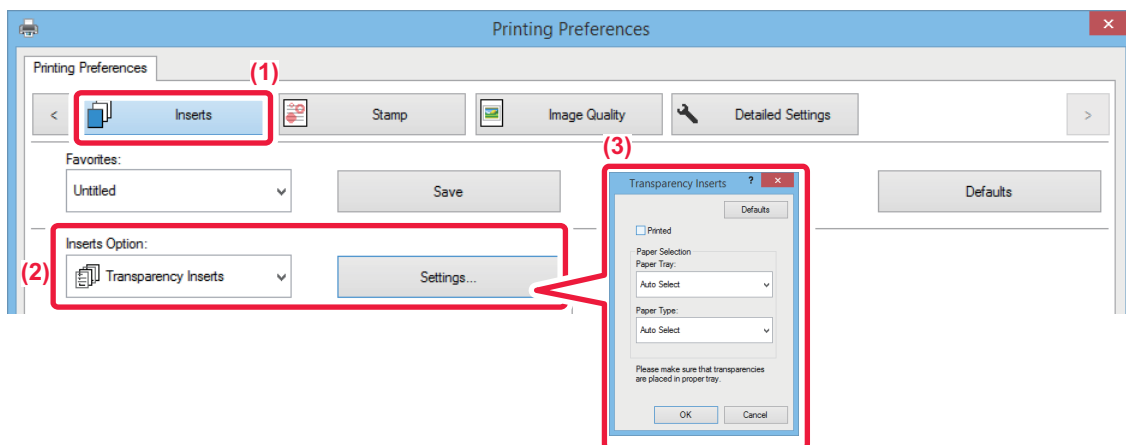 Printing Preferences
×
Printing Preferences
(1)
< Inserts Stamp Image Quality Detailed Settings >
Favorites:
Untitled Save Defaults
(3)
Transparency Inserts ? ×
Defaults
Printed
Paper Selection
Paper Tray:
Auto Select
Paper Type:
Auto Select
Please make sure that transparencies
are placed in proper tray.
OK Cancel
Inserts Option:
(2) Transparency Inserts Settings...